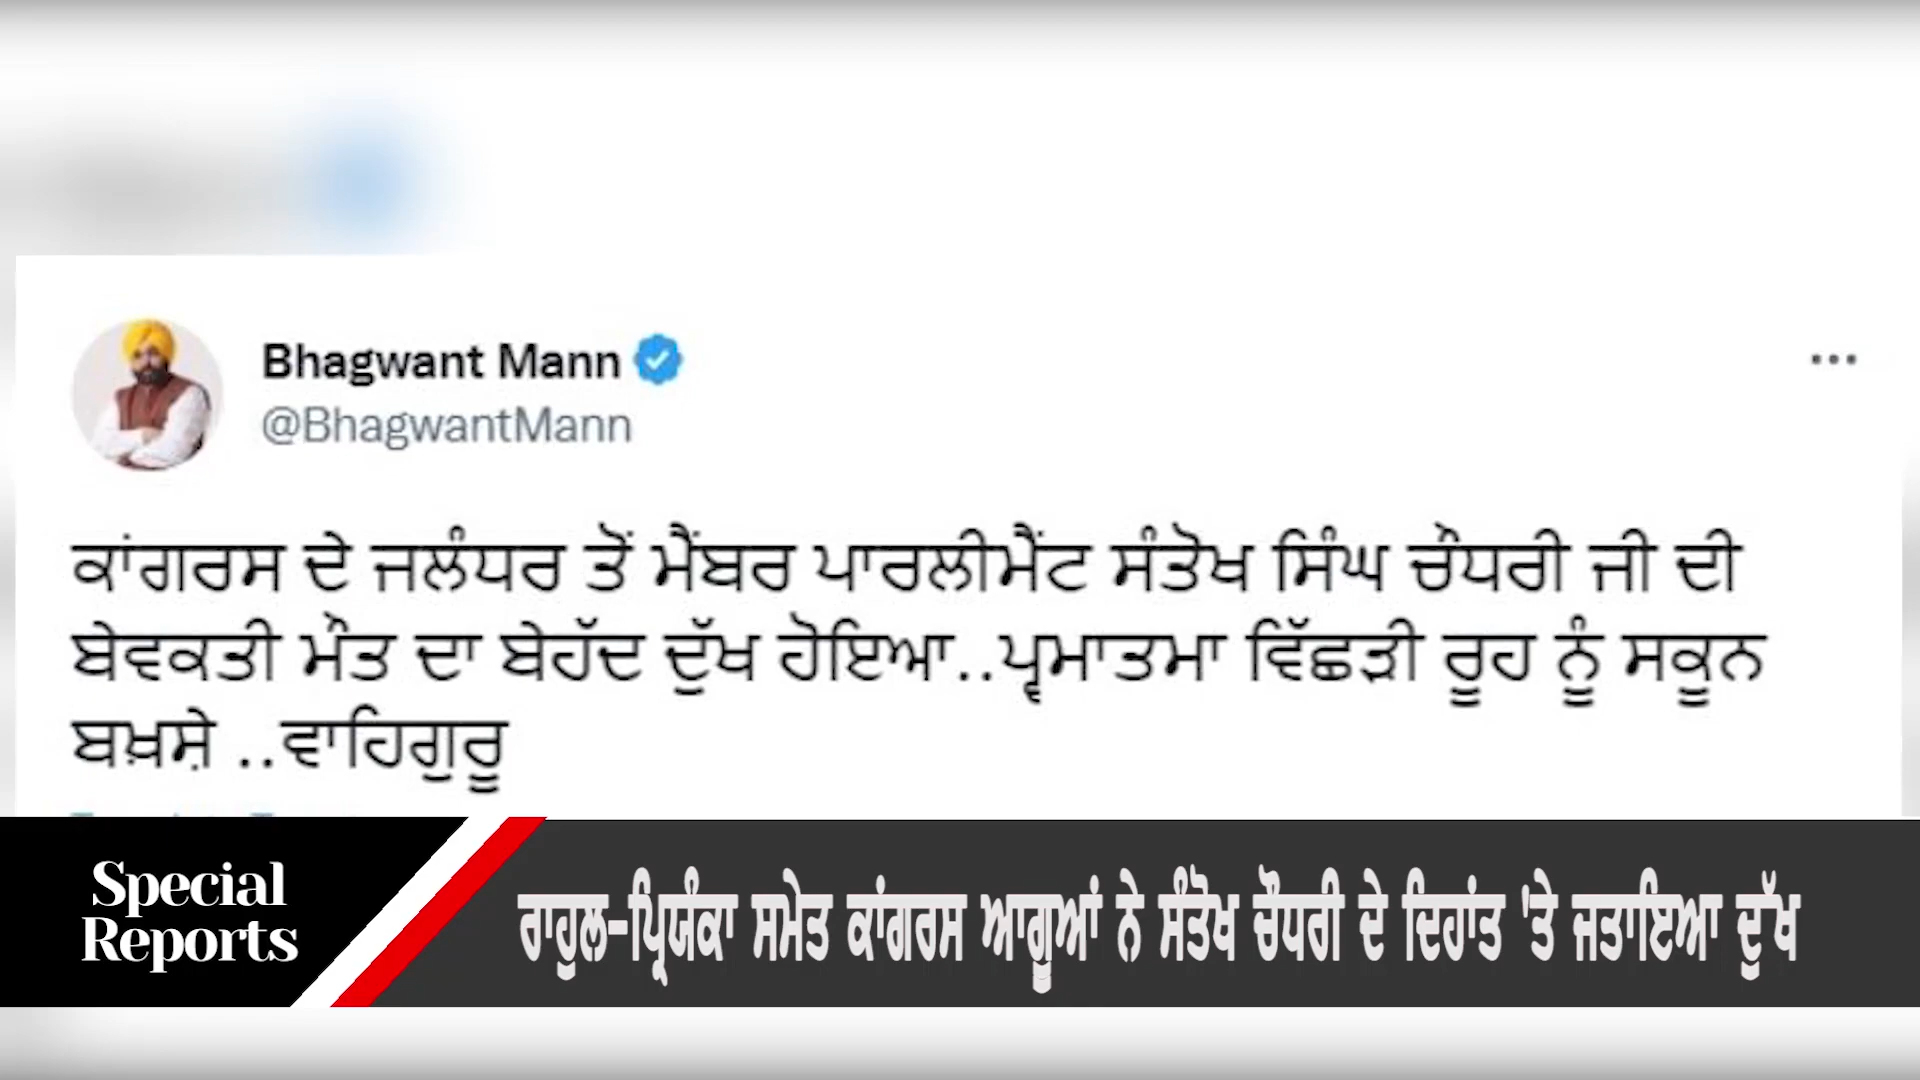 Bhagwant Mann
@BhagwantMann
ਕਾਂਗਰਸ ਦੇ ਜਲੰਧਰ ਤੋਂ ਮੈਂਬਰ ਪਾਰਲੀਮੈਂਟ ਸੰਤੋਖ ਸਿੰਘ ਚੌਧਰੀ ਜੀ ਦੀ
ਬੇਵਕਤੀ ਮੌਤ ਦਾ ਬੇਹੱਦ ਦੁੱਖ ਹੋਇਆ..ਪ੍ਰਮਾਤਮਾ ਵਿੱਛੜੀ ਰੂਹ ਨੂੰ ਸਕੂਨ
ਬਖ਼ਸ਼ੇ ..ਵਾਹਿਗੁਰੂ
Special
Reports
ਰਾਹੁਲ-ਪ੍ਰਿਯੰਕਾ ਸਮੇਤ ਕਾਂਗਰਸ ਆਗੂਆਂ ਨੇ ਸੰਤੋਖ ਚੌਧਰੀ ਦੇ ਦਿਹਾਂਤ 'ਤੇ ਜਤਾਇਆ ਦੁੱਖ